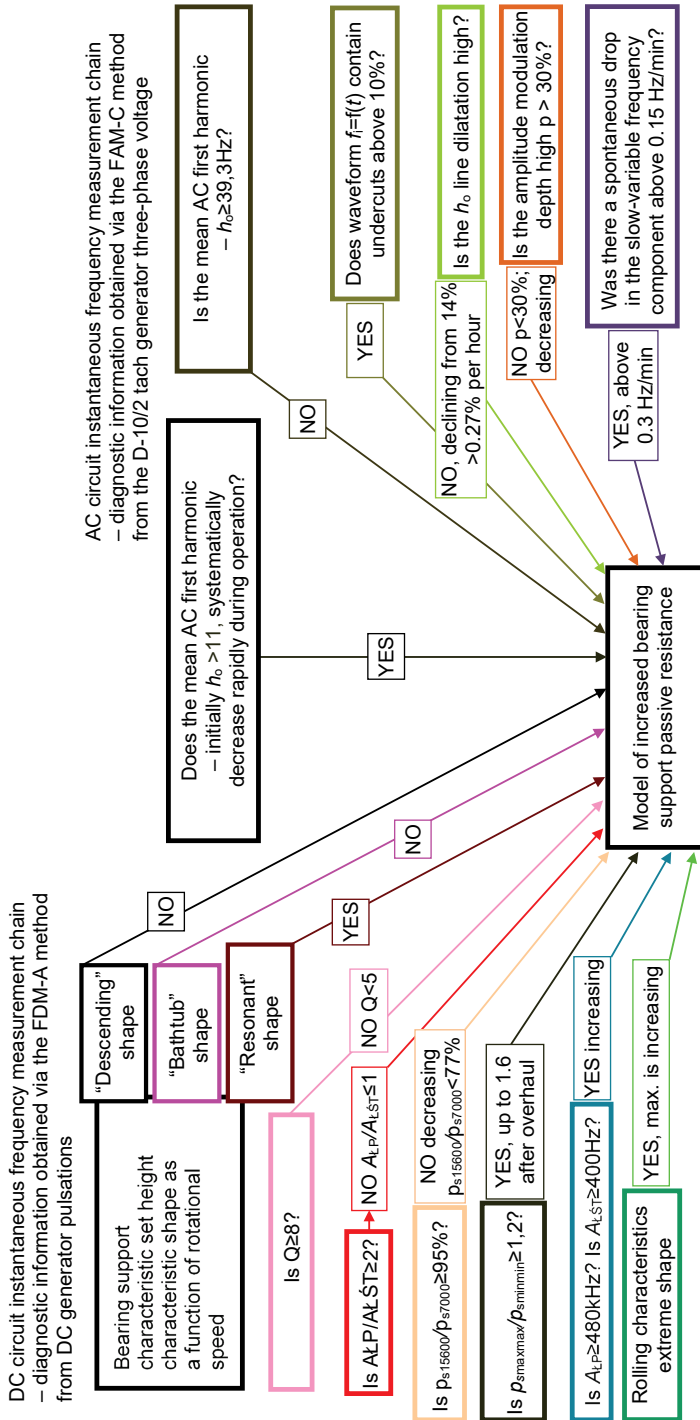 DC circuit instantaneous frequency measurement chain
– diagnostic information obtained via the FDM-A method
from DC generator pulsations
AC circuit instantaneous frequency measurement chain
– diagnostic information obtained via the FAM-C method
from the D-10/2 tach generator three-phase voltage
Bearing support
characteristic set height
characteristic shape as
a function of rotational
speed
“Descending”
shape
NO
“Bathtub”
shape
NO
“Resonant”
shape
YES
Is Q≥8?
NO Q<5
Is AŁP/AŁŚT≥2?
NO AŁP/AŁŚT≤1
Is ps15600/ps7000≥95%?
NO decreasing
ps15600/ps7000<77%
Is psmaxmax/psminmin≥1,2?
YES, up to 1.6
after overhaul
Is AŁP≥480kHz? Is AŁŚT≥400Hz?
YES increasing
Rolling characteristics
extreme shape
YES, max. is increasing
Does the mean AC first harmonic
– initially ho >11, systematically
decrease rapidly during operation?
YES
Is the mean AC first harmonic
– ho≥39,3Hz?
NO
Does waveform fi=f(t) contain
undercuts above 10%?
YES
Is the ho line dilatation high?
NO, declining from 14%
>0.27% per hour
Is the amplitude modulation
depth high p > 30%?
NO p<30%;
decreasing
Was there a spontaneous drop
in the slow-variable frequency
component above 0.15 Hz/min?
YES, above
0.3 Hz/min
Model of increased bearing
support passive resistance